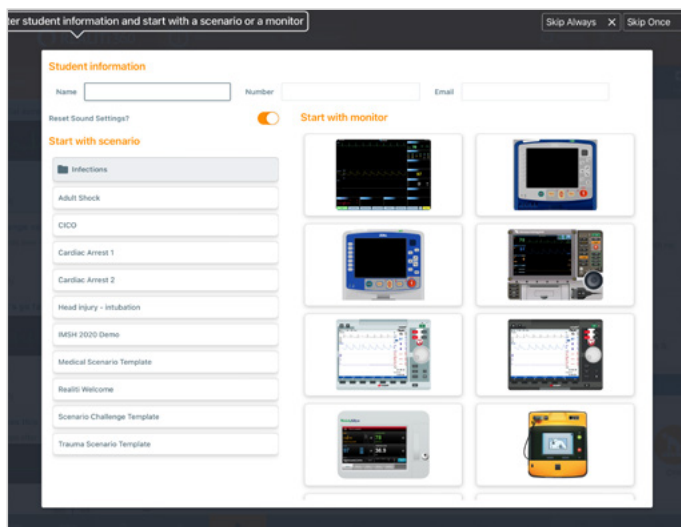 ter student information and start with a scenario or a monitor
Skip Always X
Skip Once
Student information
Name
Number
Email
Reset Sound Settings?
Start with monitor
Start with scenario
Infections
Adult Shock
CICO
Cardiac Arrest 1
Cardiac Arrest 2
Head injury - intubation
IMSH 2020 Demo
Medical Scenario Template
Realiti Welcome
Scenario Challenge Template
Trauma Scenario Template